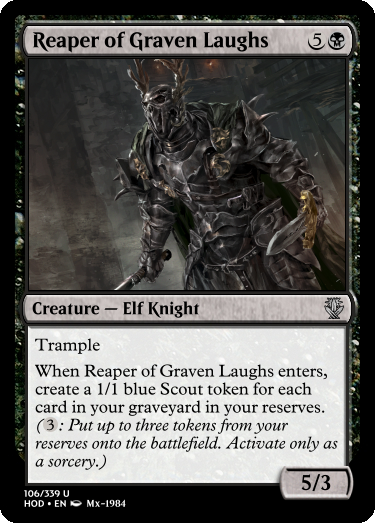 Reaper of Graven Laughs 5
Creature — Elf Knight
Trample
When Reaper of Graven Laughs enters,
create a 1/1 blue Scout token for each
card in your graveyard in your reserves.
(3: Put up to three tokens from your
reserves onto the battlefield. Activate only as
a sorcery.)
5/3
106/339 U
HOD • EN Mx-1984